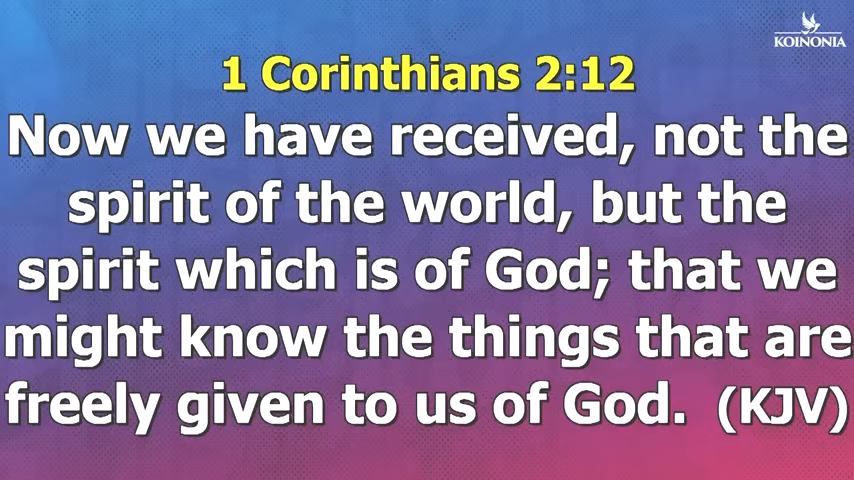 KOINONIA
1 Corinthians 2:12
Now we have received, not the
spirit of the world, but the
spirit which is of God; that we
might know the things that are
freely given to us of God. (KJV)